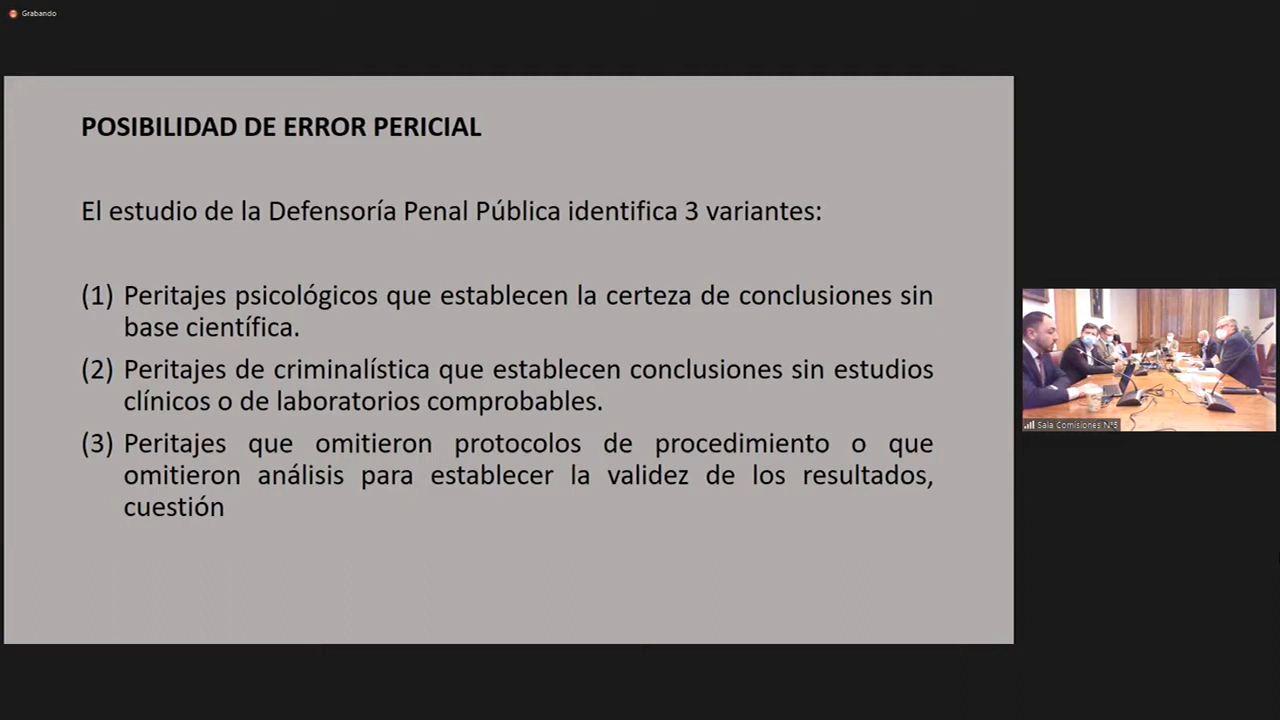 Grabando
POSIBILIDAD DE ERROR PERICIAL
El estudio de la Defensoría Penal Pública identifica 3 variantes:
(1) Peritajes psicológicos que establecen la certeza de conclusiones sin
base científica.
(2) Peritajes de criminalística que establecen conclusiones sin estudios
clínicos o de laboratorios comprobables.
(3) Peritajes que omitieron protocolos de procedimiento o que
omitieron análisis para establecer la validez de los resultados,
cuestión
Sala Comisiones N°5